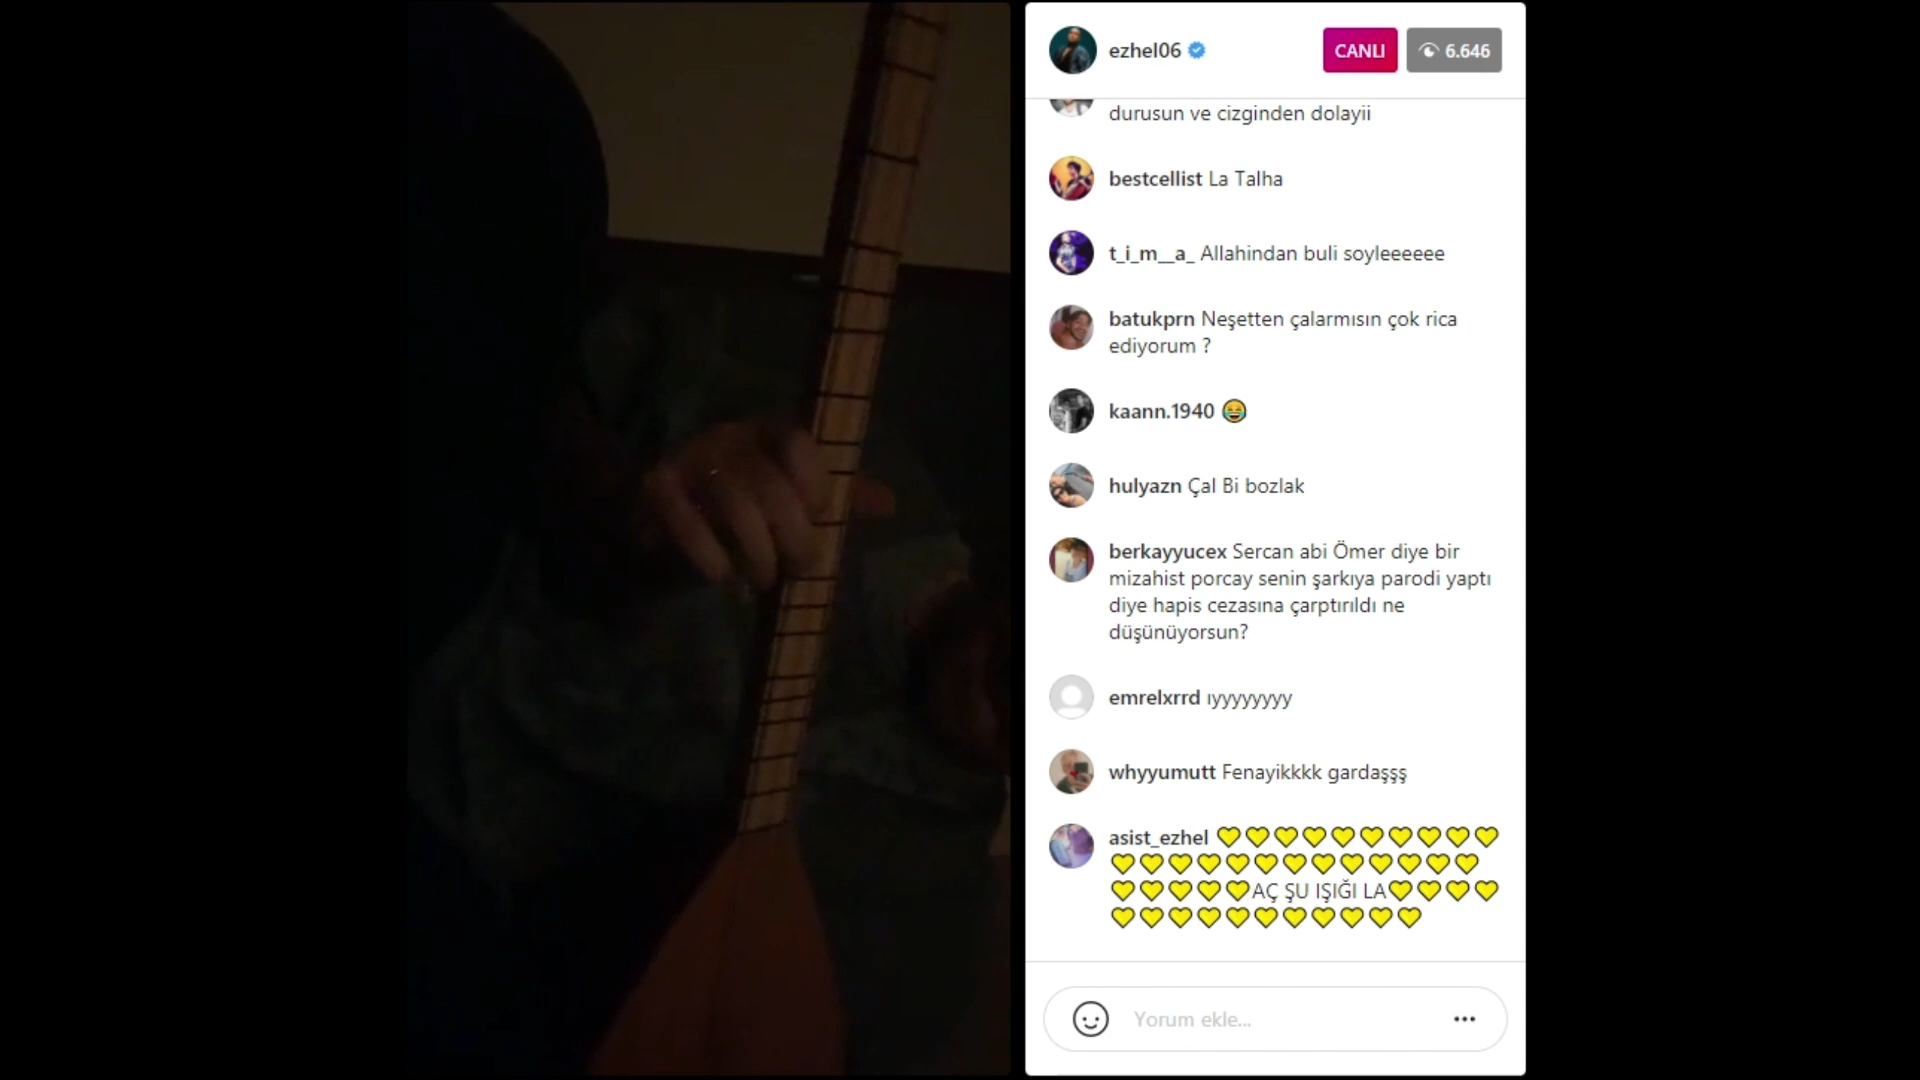 ezhel06
CANLI
6.646
durusun ve cizginden dolayii
bestcellist La Talha
t_i_m__a_ Allahindan buli soyleeeeee
batukprn Neşetten çalarmısın çok rica
ediyorum ?
kaann.1940 😂
hulyazn Çal Bi bozlak
berkayyucex Sercan abi Ömer diye bir
mizahist porcay senin şarkıya parodi yaptı
diye hapis cezasına çarptırıldı ne
düşünüyorsun?
emrelxrrd ıyyyyyyyy
whyyumutt Fenayikkkk gardaşşş
asist_ezhel 💛💛💛💛💛💛💛💛💛💛
💛💛💛💛💛💛💛💛💛💛💛💛💛
💛💛💛💛💛AÇ ŞU IŞIĞI LA💛💛💛💛
💛💛💛💛💛💛💛💛💛💛💛
Yorum ekle...